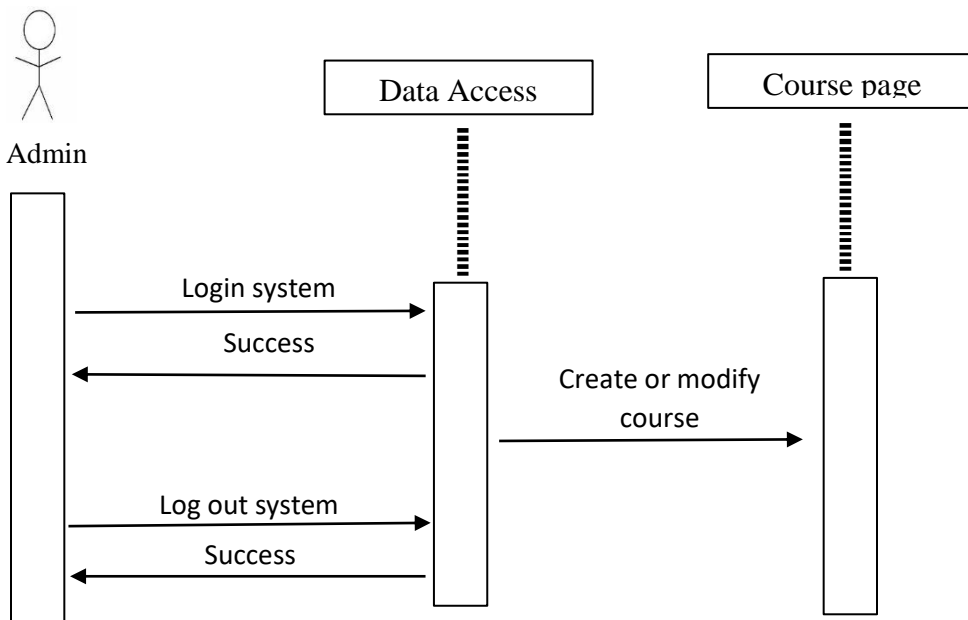 Data Access
Course page
Admin
Login system
Success
Create or modify
course
Log out system
Success